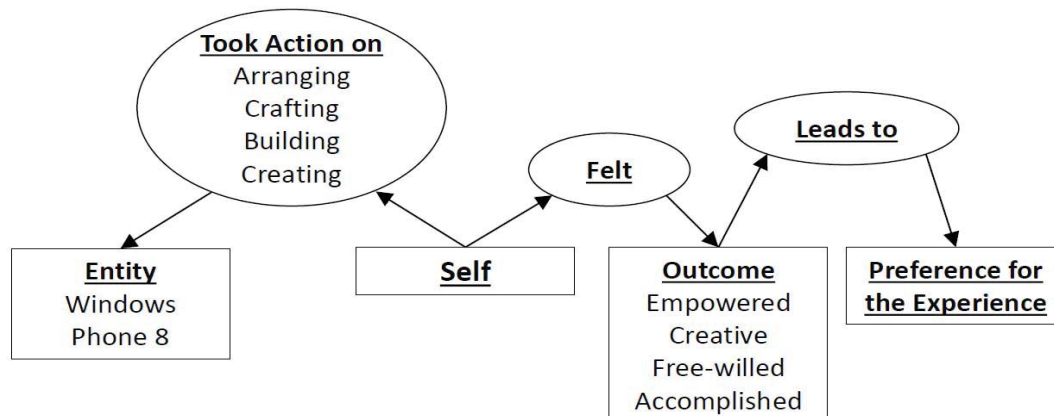 Took Action on
Arranging
Crafting
Building
Creating
Felt
Leads to
Entity
Windows
Phone 8
Self
Outcome
Empowered
Creative
Free-willed
Accomplished
Preference for
the Experience